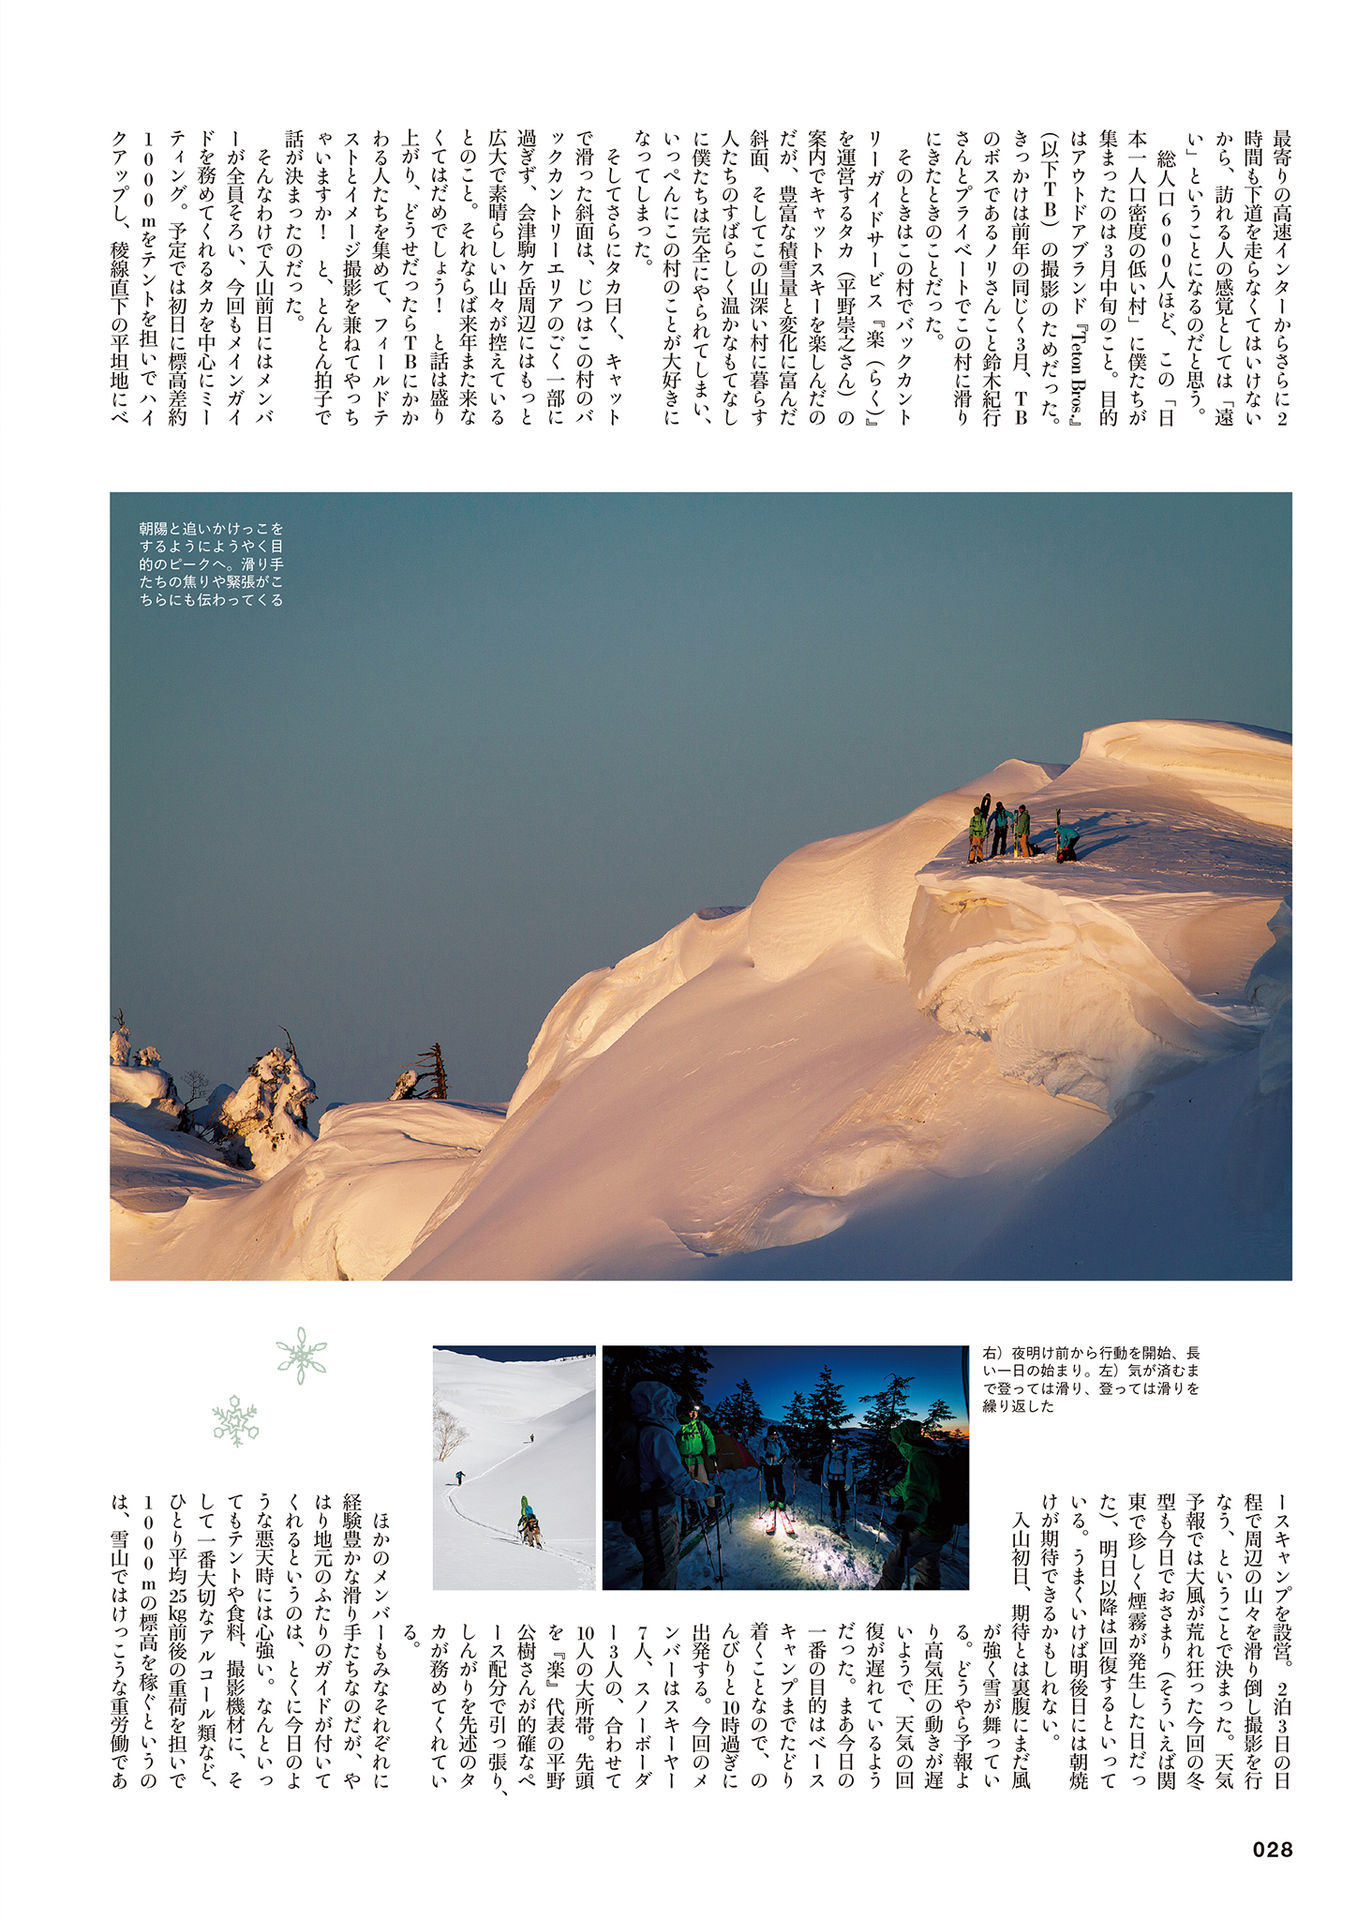 最寄りの高速インターからさらに2
時間も下道を走らなくてはいけない
から、訪れる人の感覚としては「遠
い」ということになるのだと思う。
総人口600人ほど、この「日
本一人口密度の低い村」に僕たちが
集まったのは3月中旬のこと。目的
はアウトドアブランド『Teton Bros.』
（以下TB）の撮影のためだった。
きっかけは前年の同じく3月、TB
のボスであるノリさんこと鈴木紀行
さんとプライベートでこの村に滑り
にきたときのことだった。
そのときはこの村でバックカント
リーガイドサービス『楽（らく）』
を運営するタカ（平野崇之さん）の
案内でキャットスキーを楽しんだの
だが、豊富な積雪量と変化に富んだ
斜面、そしてこの山深い村に暮らす
人たちのすばらしく温かなもてなし
に僕たちは完全にやられてしまい、
いっぺんにこの村のことが大好きに
なってしまった。
そしてさらにタカ曰く、キャット
で滑った斜面は、じつはこの村のバ
ックカントリーエリアのごく一部に
過ぎず、会津駒ケ岳周辺にはもっと
広大で素晴らしい山々が控えている
とのこと。それならば来年また来な
くてはだめでしょう！　と話は盛り
上がり、どうせだったらTBにかか
わる人たちを集めて、フィールドテ
ストとイメージ撮影を兼ねてやっち
ゃいますか！　と、とんとん拍子で
話が決まったのだった。
そんなわけで入山前日にはメンバ
ーが全員そろい、今回もメインガイ
ドを務めてくれるタカを中心にミー
ティング。予定では初日に標高差約
1000mをテントを担いでハイ
クアップし、稜線直下の平坦地にベ
朝陽と追いかけっこを
するようにようやく目
的のピークへ。滑り手
たちの焦りや緊張がこ
ちらにも伝わってくる
右）夜明け前から行動を開始、長
い一日の始まり。左）気が済むま
で登っては滑り、登っては滑りを
繰り返した
ースキャンプを設営。2泊3日の日
程で周辺の山々を滑り倒し撮影を行
なう、ということで決まった。天気
予報では大風が荒れ狂った今回の冬
型も今日でおさまり（そういえば関
東で珍しく煙霧が発生した日だっ
た）、明日以降は回復するといって
いる。うまくいけば明後日には朝焼
けが期待できるかもしれない。
入山初日、期待とは裏腹にまだ風
が強く雪が舞ってい
る。どうやら予報よ
り高気圧の動きが遅
いようで、天気の回
復が遅れているよう
だった。まあ今日の
一番の目的はベース
キャンプまでたどり
着くことなので、の
んびりと10時過ぎに
出発する。今回のメ
ンバーはスキーヤー
7人、スノーボーダ
ー3人の、合わせて
10人の大所帯。先頭
を『楽』代表の平野
公樹さんが的確なペ
ース配分で引っ張り、
しんがりを先述のタ
カが務めてくれてい
る。
ほかのメンバーもみなそれぞれに
経験豊かな滑り手たちなのだが、や
はり地元のふたりのガイドが付いて
くれるというのは、とくに今日のよ
うな悪天時には心強い。なんといっ
てもテントや食料、撮影機材に、そ
して一番大切なアルコール類など、
ひとり平均25kg前後の重荷を担いで
1000mの標高を稼ぐというの
は、雪山ではけっこうな重労働であ
028